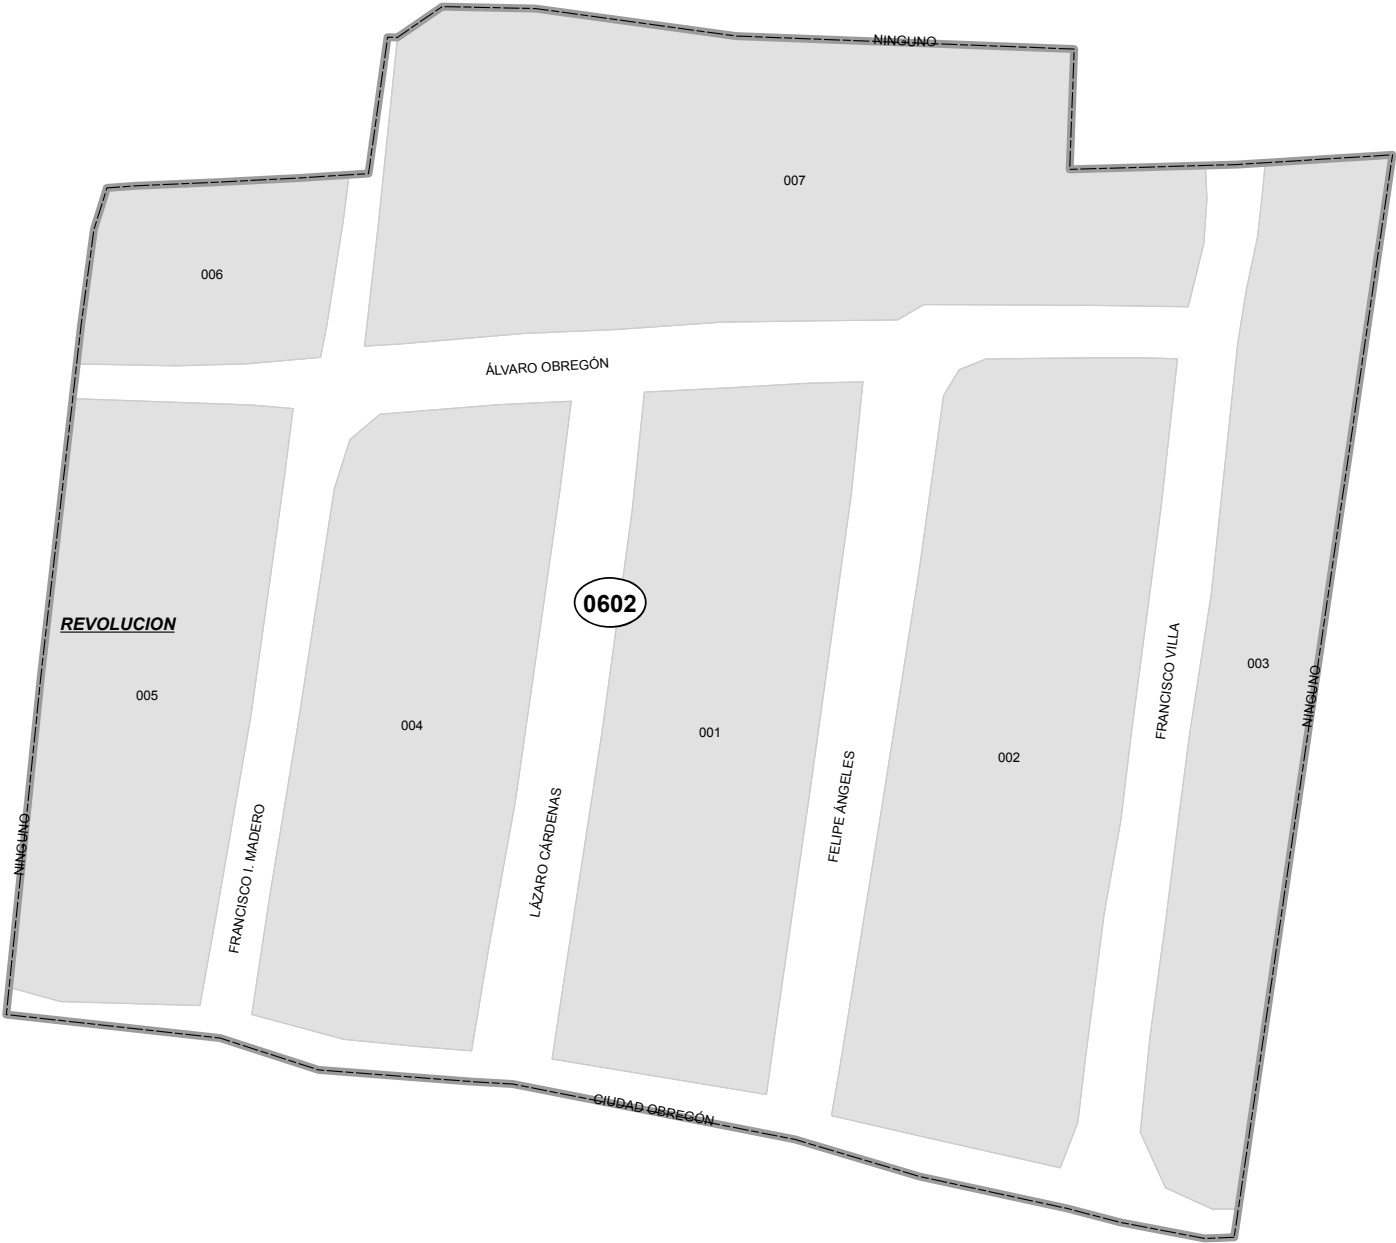 NINGUNO
007
006
ÁLVARO OBREGÓN
0602
REVOLUCION
FRANCISCO VILLA
003
NINGUNO
005
004
001
002
FELIPE ÁNGELES
LÁZARO CÁRDENAS
FRANCISCO I. MADERO
NINGUNO
CIUDAD OBREGÓN